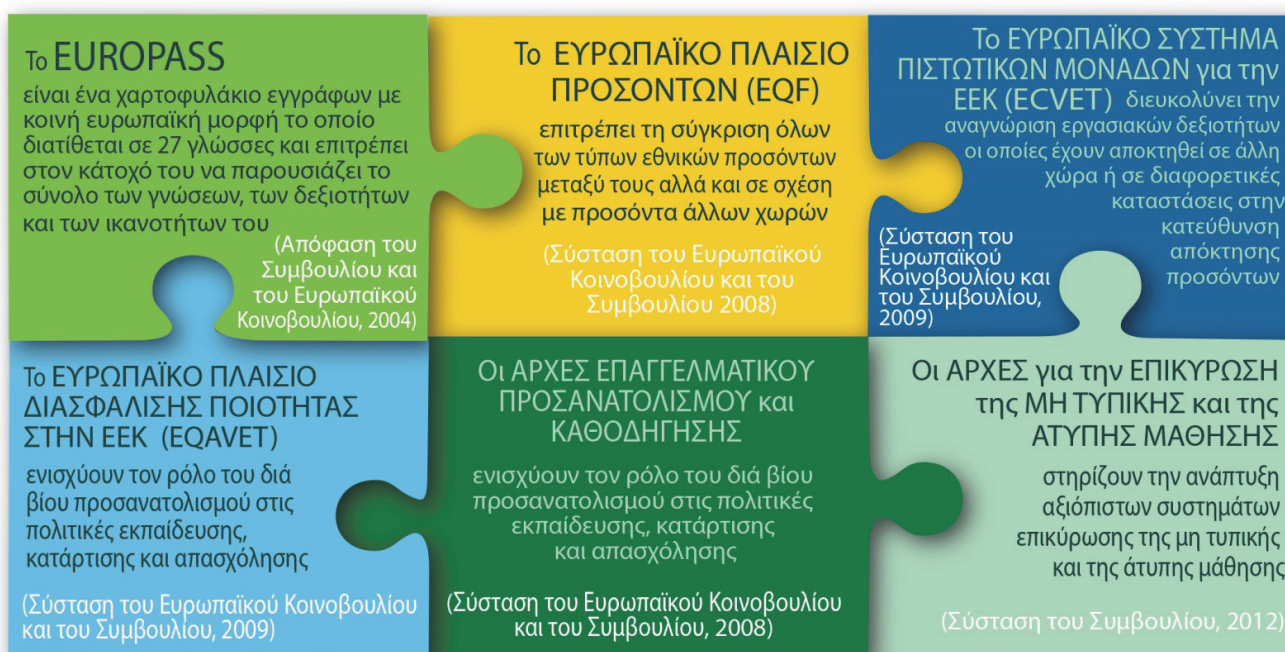 Το EUROPASS
είναι ένα χαρτοφυλάκιο εγγράφων με
κοινή ευρωπαϊκή μορφή το οποίο
διατίθεται σε 27 γλώσσες και επιτρέπει
στον κάτοχό του να παρουσιάζει το
σύνολο των γνώσεων, των δεξιοτήτων
και των ικανοτήτων του
(Απόφαση του
Συμβουλίου και
του Ευρωπαϊκού
Κοινοβουλίου, 2004)
Το ΕΥΡΩΠΑΪΚΟ ΠΛΑΙΣΙΟ
ΠΡΟΣΟΝΤΩΝ (EQF)
επιτρέπει τη σύγκριση όλων
των τύπων εθνικών προσόντων
μεταξύ τους αλλά και σε σχέση
με προσόντα άλλων χωρών
(Σύσταση του Ευρωπαϊκού
Κοινοβουλίου και του
Συμβουλίου 2008)
Το ΕΥΡΩΠΑΪΚΟ ΣΥΣΤΗΜΑ
ΠΙΣΤΩΤΙΚΩΝ ΜΟΝΑΔΩΝ για την
ΕΕΚ (ECVET) διευκολύνει την
αναγνώριση εργασιακών δεξιοτήτων
οι οποίες έχουν αποκτηθεί σε άλλη
χώρα ή σε διαφορετικές
καταστάσεις στην
κατεύθυνση
απόκτησης
προσόντων
(Σύσταση του
Ευρωπαϊκού
Κοινοβουλίου και
του Συμβουλίου,
2009)
Το ΕΥΡΩΠΑΪΚΟ ΠΛΑΙΣΙΟ
ΔΙΑΣΦΑΛΙΣΗΣ ΠΟΙΟΤΗΤΑΣ
ΣΤΗΝ ΕΕΚ (EQAVET)
ενισχύουν τον ρόλο του διά
βίου προσανατολισμού στις
πολιτικές εκπαίδευσης,
κατάρτισης και απασχόλησης
(Σύσταση του Ευρωπαϊκού Κοινοβουλίου
και του Συμβουλίου, 2009)
Οι ΑΡΧΕΣ ΕΠΑΓΓΕΛΜΑΤΙΚΟΥ
ΠΡΟΣΑΝΑΤΟΛΙΣΜΟΥ και
ΚΑΘΟΔΗΓΗΣΗΣ
ενισχύουν τον ρόλο του διά βίου
προσανατολισμού στις πολιτικές
εκπαίδευσης, κατάρτισης
και απασχόλησης
(Σύσταση του Ευρωπαϊκού Κοινοβουλίου
και του Συμβουλίου, 2008)
Οι ΑΡΧΕΣ για την ΕΠΙΚΥΡΩΣΗ
της ΜΗ ΤΥΠΙΚΗΣ και της
ΑΤΥΠΗΣ ΜΑΘΗΣΗΣ
στηρίζουν την ανάπτυξη
αξιόπιστων συστημάτων
επικύρωσης της μη τυπικής
και της άτυπης μάθησης
(Σύσταση του Συμβουλίου, 2012)